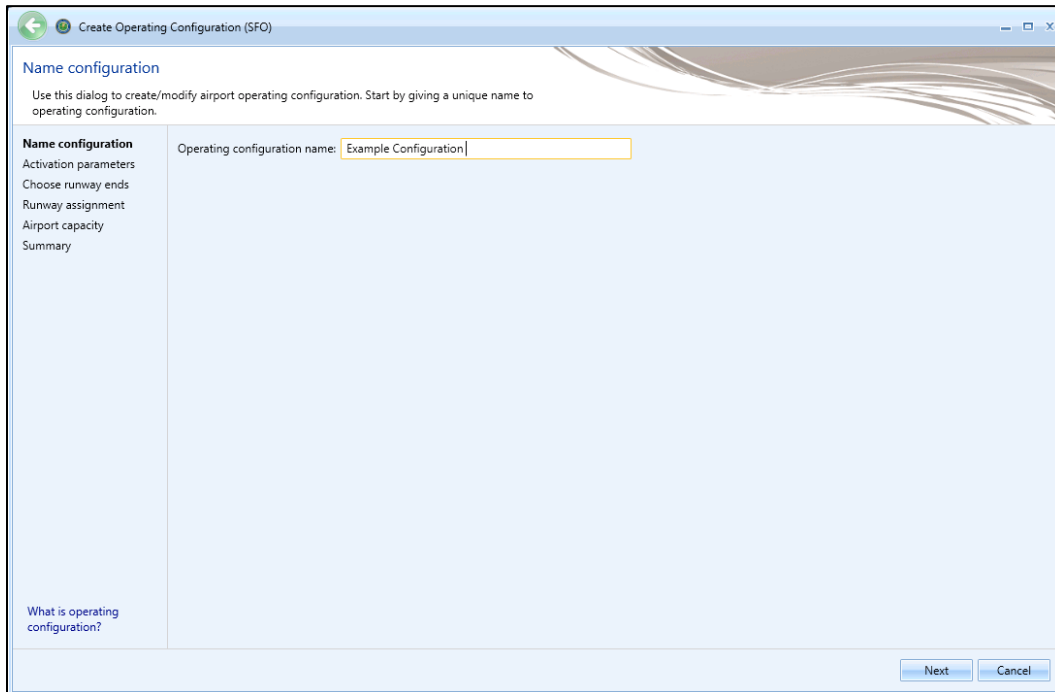 Create Operating Configuration (SFO)
Name configuration
Use this dialog to create/modify airport operating configuration. Start by giving a unique name to
operating configuration.
Name configuration
Activation parameters
Choose runway ends
Runway assignment
Airport capacity
Summary
Operating configuration name: Example Configuration
What is operating
configuration?
Next Cancel